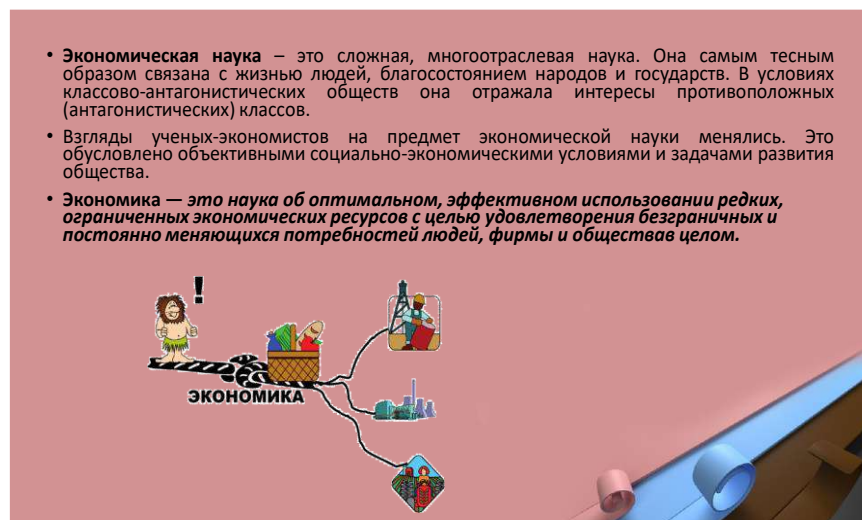 • Экономическая наука – это сложная, многоотраслевая наука. Она самым тесным
образом связана с жизнью людей, благосостоянием народов и государств. В условиях
классово-антагонистических обществ она отражала интересы противоположных
(антагонистических) классов.
• Взгляды ученых-экономистов на предмет экономической науки менялись. Это
обусловлено объективными социально-экономическими условиями и задачами развития
общества.
• Экономика — это наука об оптимальном, эффективном использовании редких,
ограниченных экономических ресурсов с целью удовлетворения безграничных и
постоянно меняющихся потребностей людей, фирмы и обществав целом.
!
ЭКОНОМИКА